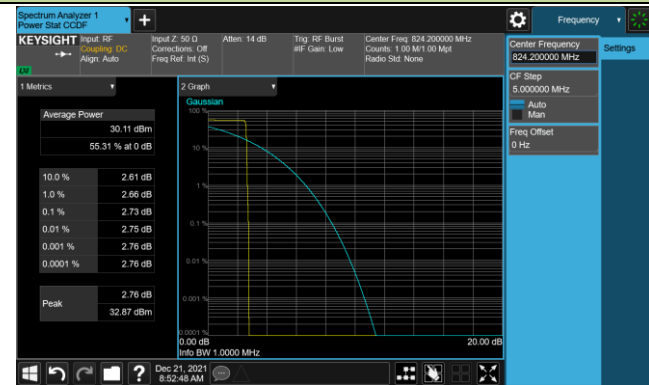 Spectrum Analyzer 1
Power Stat CCDF
+
Frequency
KEYSIGHT
Input: RF
Coupling: DC
Align: Auto
Input Z: 50 Ω
Corrections: Off
Freq Ref: Int (S)
Atten: 14 dB
Trig: RF Burst
#IF Gain: Low
Center Freq: 824.200000 MHz
Counts: 1.00 M/1.00 Mpt
Radio Std: None
Center Frequency
824.200000 MHz
Settings
CF Step
5.000000 MHz
Auto
Man
Freq Offset
0 Hz
1 Metrics
Average Power
30.11 dBm
55.31 % at 0 dB
10.0 % 2.61 dB
1.0 % 2.66 dB
0.1 % 2.73 dB
0.01 % 2.75 dB
0.001 % 2.76 dB
0.0001 % 2.76 dB
Peak
2.76 dB
32.87 dBm
2 Graph
Gaussian
100 %
10 %
1 %
0.1 %
0.01 %
0.001 %
0.0001 %
0.00 dB 20.00 dB
Info BW 1.0000 MHz
?
Dec 21, 2021
8:52:48 AM